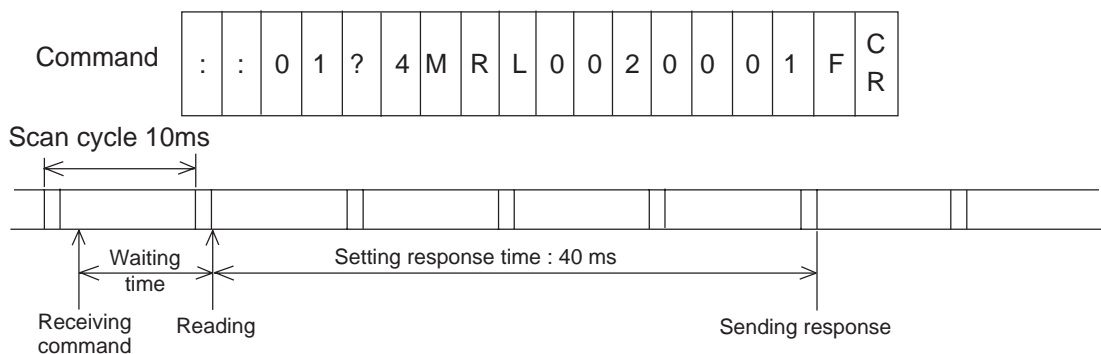 Command : : 0 1 ? 4 M R L 0 0 2 0 0 0 1 F C R
Scan cycle 10ms
Waiting time
Setting response time : 40 ms
Receiving command
Reading
Sending response